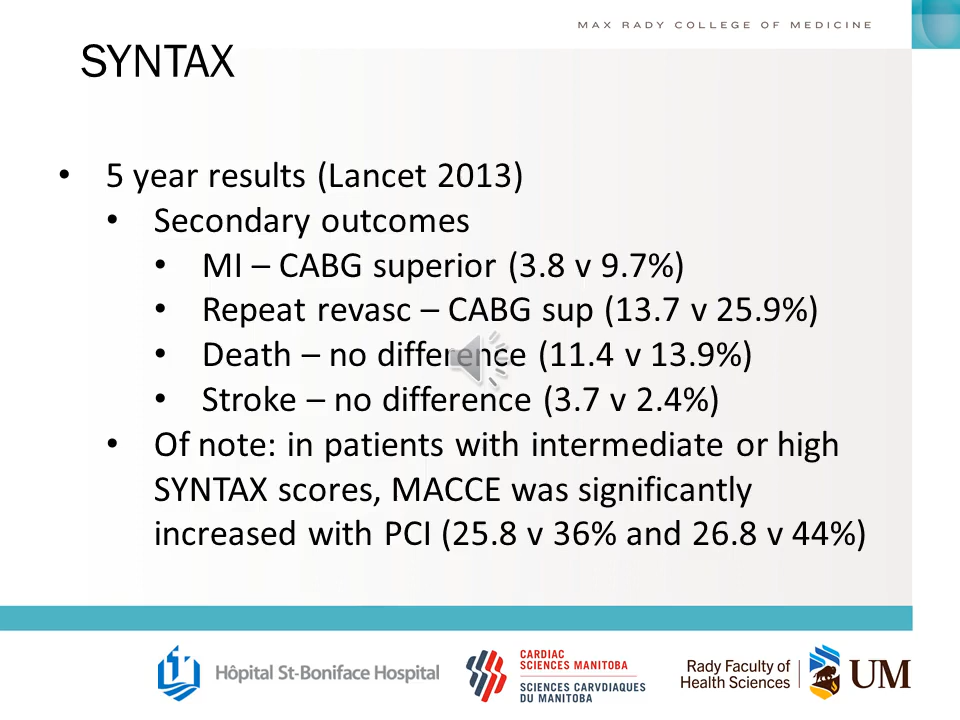 MAX RADY COLLEGE OF MEDICINE
SYNTAX
• 5 year results (Lancet 2013)
• Secondary outcomes
• MI – CABG superior (3.8 v 9.7%)
• Repeat revasc – CABG sup (13.7 v 25.9%)
• Death – no difference (11.4 v 13.9%)
• Stroke – no difference (3.7 v 2.4%)
• Of note: in patients with intermediate or high
SYNTAX scores, MACCE was significantly
increased with PCI (25.8 v 36% and 26.8 v 44%)
Hôpital St-Boniface Hospital
CARDIAC
SCIENCES MANITOBA
SCIENCES CARVDIAQUES
DU MANITOBA
Rady Faculty of
Health Sciences
UM